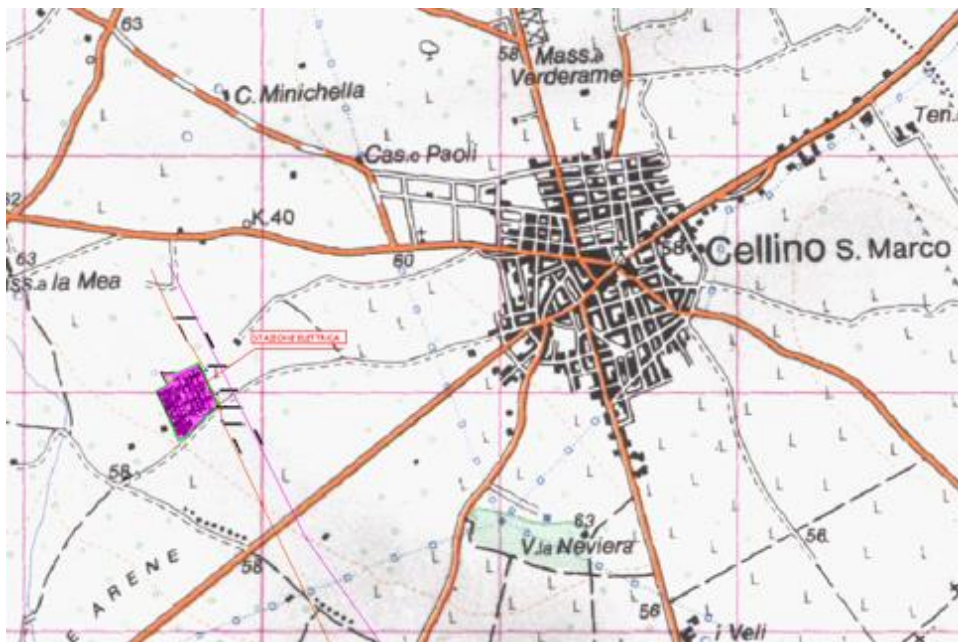 63
58
Mass.a
Verderame
C. Minichella
Ten.
Cas.o Paoli
K.40
58
Cellino S. Marco
63
60
ss.a la Mea
STAZIONE ELETTRICA
58
63
V.la Neviera
56
58
E ARENE
56
i Veli